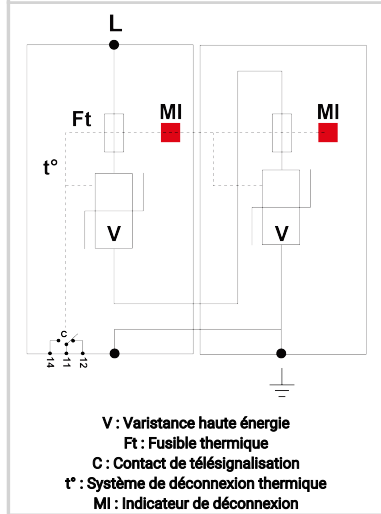 L
Ft
MI
MI
t°
V
V
C
14
11
12
V : Varistance haute énergie
Ft : Fusible thermique
C : Contact de télésignalisation
t° : Système de déconnexion thermique
MI : Indicateur de déconnexion